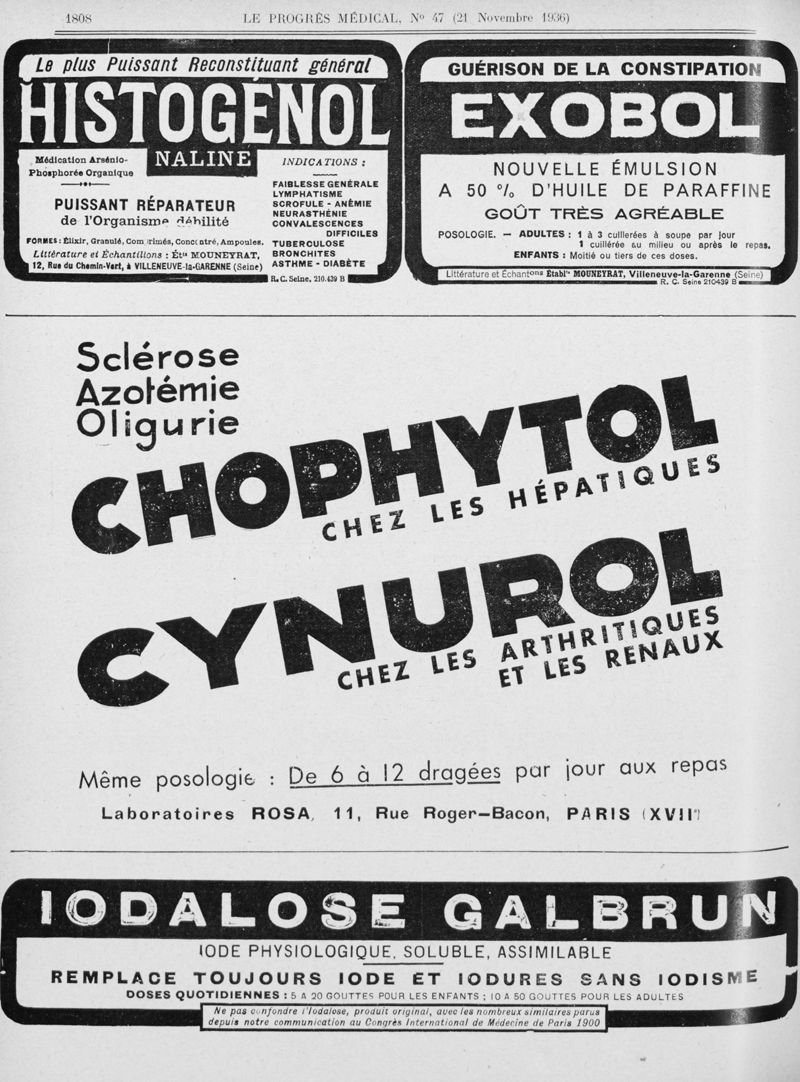 1808
LE PROGRÈS MÉDICAL, Nº 47 (21 Novembre 1936)
Le plus Puissant Reconstituant général
HISTOGÉNOL
NALINE
Médication Arsénio-
Phosphorée Organique
PUISSANT RÉPARATEUR
de l'Organisme débilité
FORMES : Élixir, Granulé, Comprimés, Concentré, Ampoules.
Littérature et Échantillons : Éts MOUNEYRAT,
12, Rue du Chemin-Vert, à VILLENEUVE-la-GARENNE (Seine)
INDICATIONS :
FAIBLESSE GÉNÉRALE
LYMPHATISME
SCROFULE - ANÉMIE
NEURASTHÉNIE
CONVALESCENCES
DIFFICILES
TUBERCULOSE
BRONCHITES
ASTHME - DIABÈTE
R. C. Seine, 210.439 B
GUÉRISON DE LA CONSTIPATION
EXOBOL
NOUVELLE ÉMULSION
A 50 % D'HUILE DE PARAFFINE
GOÛT TRÈS AGRÉABLE
POSOLOGIE. — ADULTES : 1 à 3 cuillerées à soupe par jour
1 cuillérée au milieu ou après le repas.
ENFANTS : Moitié ou tiers de ces doses.
Littérature et Échantons Établts MOUNEYRAT, Villeneuve-la-Garenne (Seine)
R. C. Seine 210439 B
Sclérose
Azotémie
Oligurie
CHOPHYTOL
CHEZ LES HÉPATIQUES
CYNUROL
CHEZ LES ARTHRITIQUES
ET LES RENAUX
Même posologie : De 6 à 12 dragées par jour aux repas
Laboratoires ROSA, 11, Rue Roger-Bacon, PARIS (XVIIe)
IODALOSE GALBRUN
IODE PHYSIOLOGIQUE, SOLUBLE, ASSIMILABLE
REMPLACE TOUJOURS IODE ET IODURES SANS IODISME
DOSES QUOTIDIENNES : 5 A 20 GOUTTES POUR LES ENFANTS ; 10 A 50 GOUTTES POUR LES ADULTES
Ne pas confondre l'Iodalose, produit original, avec les nombreux similaires parus
depuis notre communication au Congrès International de Médecine de Paris 1900